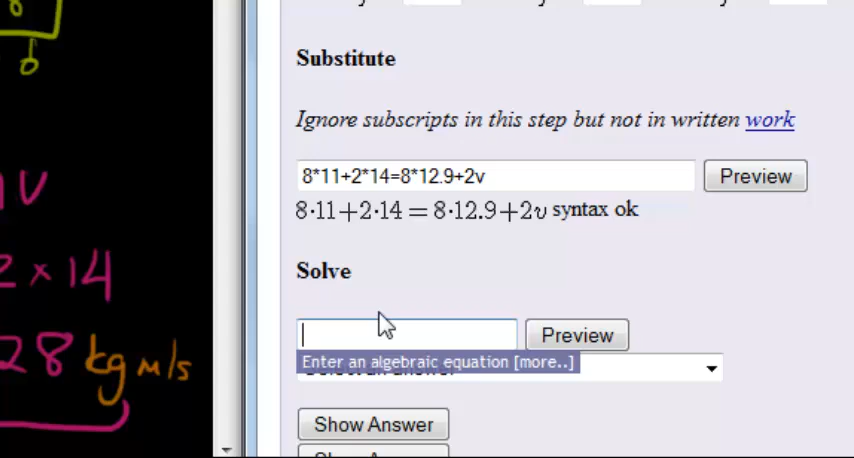 Substitute
Ignore subscripts in this step but not in written work
8*11+2*14=8*12.9+2v
Preview
8·11+2·14=8·12.9+2v syntax ok
v
2 x 14
Solve
Preview
28 kg m/s
Enter an algebraic equation [more..]
Show Answer